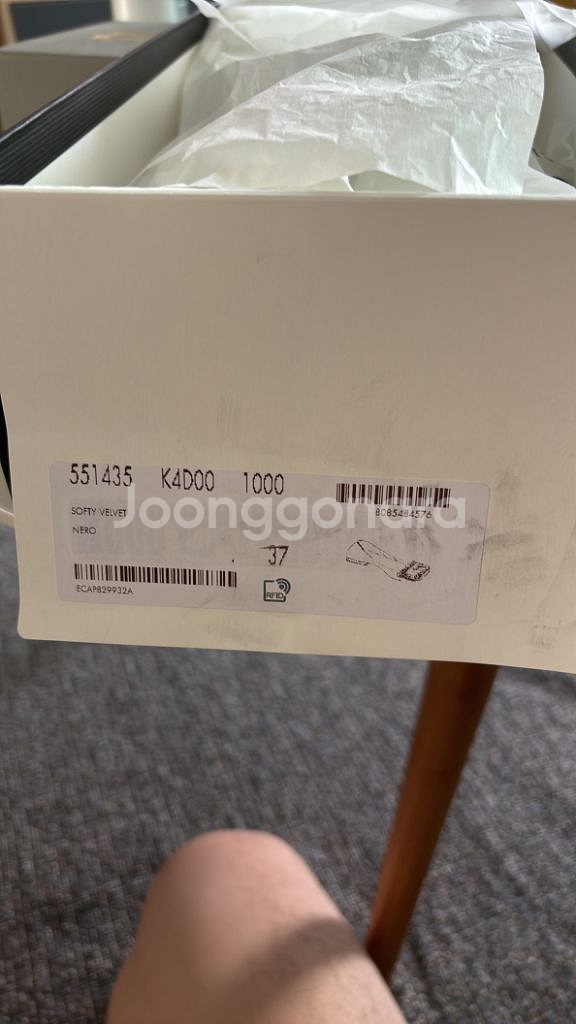 551435 K4D00 1000
8085484576
SOFTY VELVET
Joonggonara
NERO
37
ECAP829932A
RFID